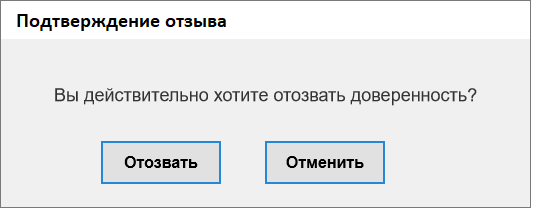 Подтверждение отзыва
Вы действительно хотите отозвать доверенность?
Отозвать
Отменить